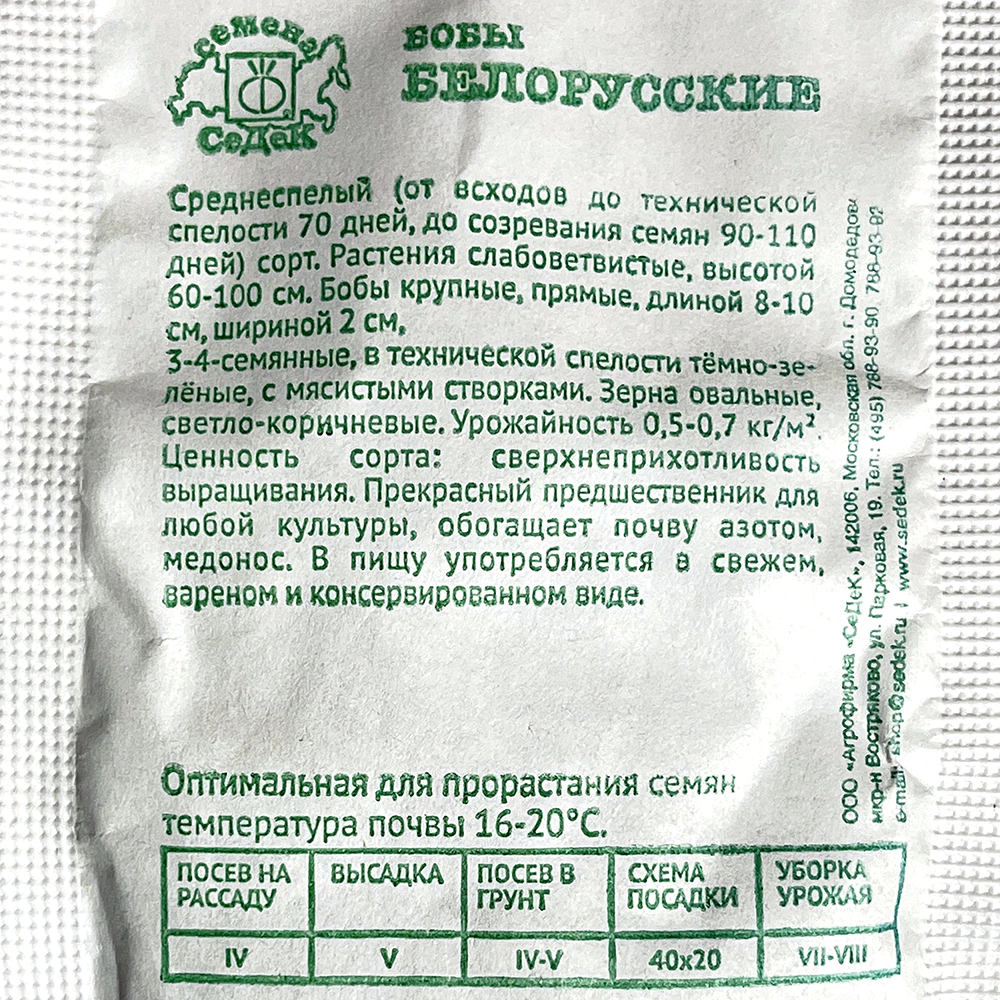 семена
СеДеК
БОБЫ
БЕЛОРУССКИЕ
Среднеспелый (от всходов до технической
спелости 70 дней, до созревания семян 90-110
дней) сорт. Растения слабоветвистые, высотой
60-100 см. Бобы крупные, прямые, длиной 8-10
см, шириной 2 см,
3-4-семянные, в технической спелости тёмно-зе-
лёные, с мясистыми створками. Зерна овальные,
светло-коричневые. Урожайность 0,5-0,7 кг/м².
Ценность сорта: сверхнеприхотливость
выращивания. Прекрасный предшественник для
любой культуры, обогащает почву азотом,
медонос. В пищу употребляется в свежем,
вареном и консервированном виде.
Оптимальная для прорастания семян
температура почвы 16-20°С.
ПОСЕВ НА РАССАДУ ВЫСАДКА ПОСЕВ В ГРУНТ СХЕМА ПОСАДКИ УБОРКА УРОЖАЯ
IV V IV-V 40х20 VII-VIII
ООО «Агрофирма «СеДеК», 142006, Московская обл. г. Домодедово
мкр-н Востряково, ул. Парковая, 19. Тел.: (495) 788-93-90, 788-93-82
e-mail: shop@sedek.ru | www.sedek.ru